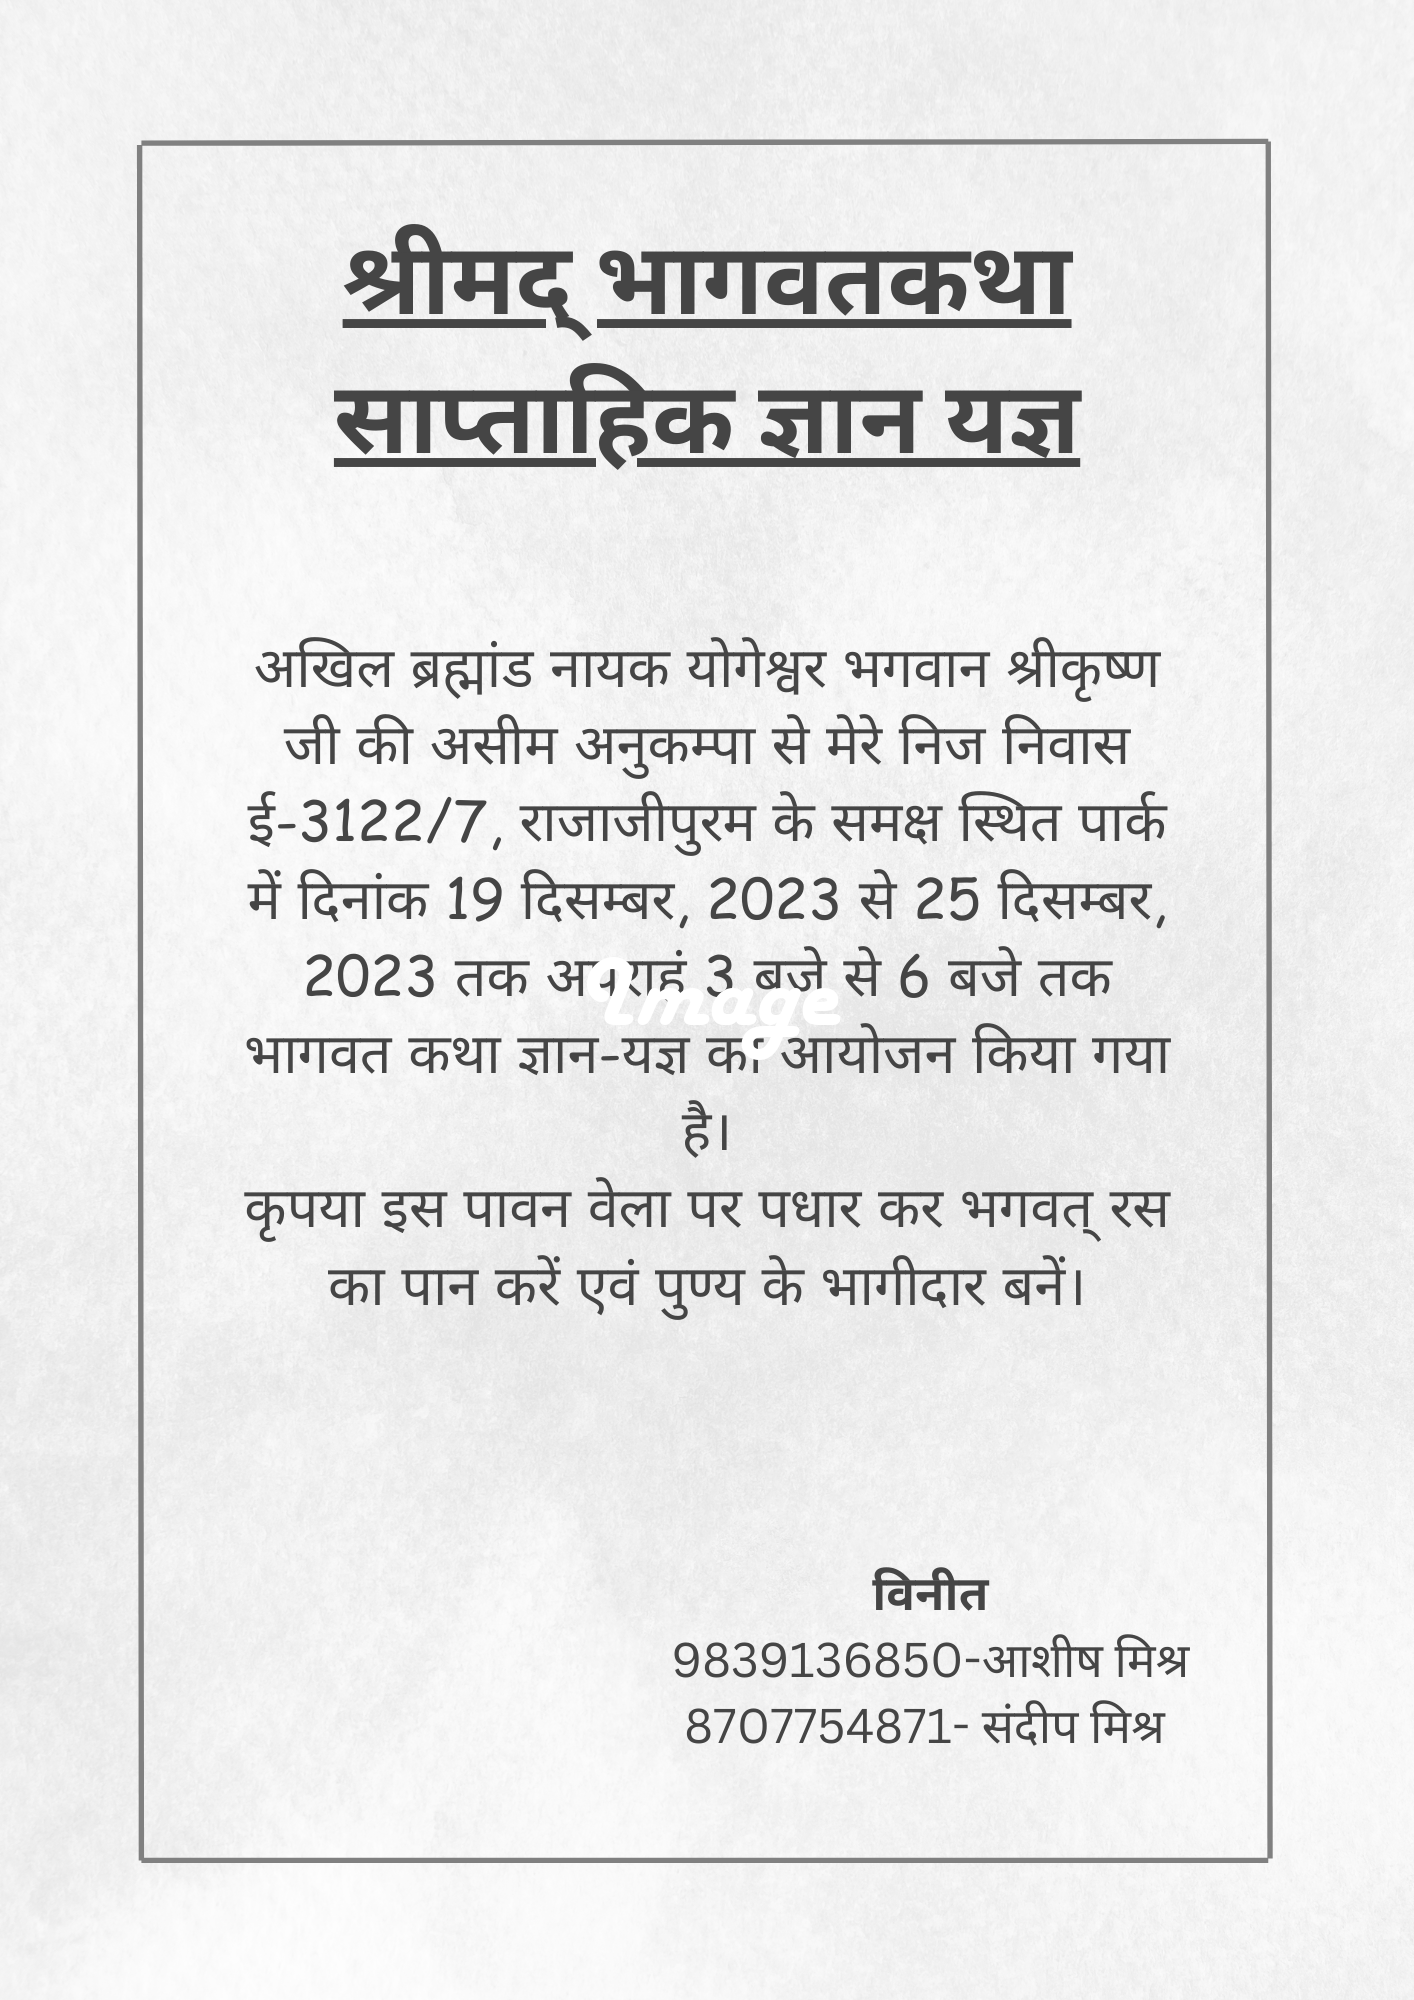 श्रीमद् भागवतकथा
साप्ताहिक ज्ञान यज्ञ
अखिल ब्रह्मांड नायक योगेश्वर भगवान श्रीकृष्ण
जी की असीम अनुकम्पा से मेरे निज निवास
ई-3122/7, राजाजीपुरम के समक्ष स्थित पार्क
में दिनांक 19 दिसम्बर, 2023 से 25 दिसम्बर,
2023 तक अपराहं 3 बजे से 6 बजे तक
Image
भागवत कथा ज्ञान-यज्ञ का आयोजन किया गया
है।
कृपया इस पावन वेला पर पधार कर भगवत् रस
का पान करें एवं पुण्य के भागीदार बनें।
विनीत
9839136850-आशीष मिश्र
8707754871- संदीप मिश्र